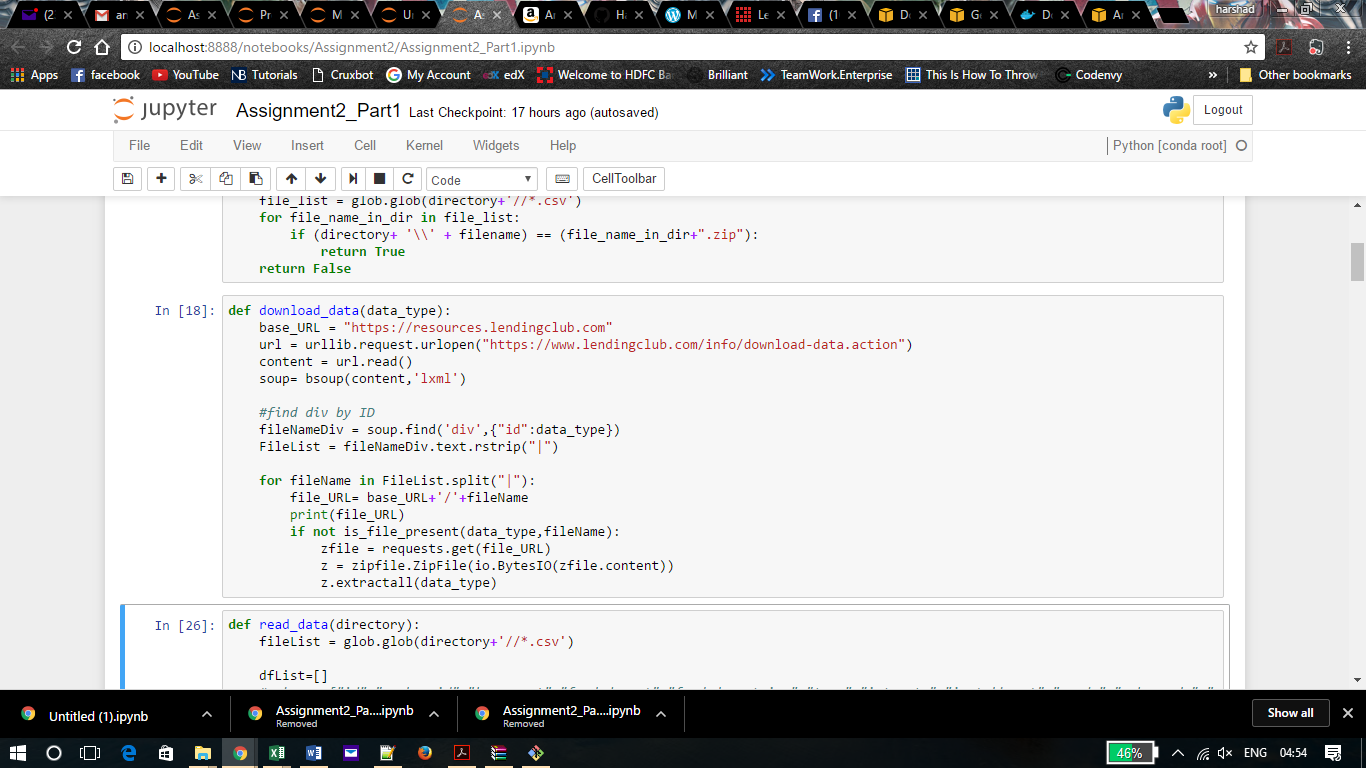 (2
an
As
Pr
M
Un
As
Ar
Ha
M
Le
(1
Di
G
Du
Ar
harshad
localhost:8888/notebooks/Assignment2/Assignment2_Part1.ipynb
Apps facebook YouTube NB Tutorials Cruxbot My Account edX Welcome to HDFC Ba Brilliant TeamWork.Enterprise This Is How To Throw Codenvy » Other bookmarks
jupyter Assignment2_Part1 Last Checkpoint: 17 hours ago (autosaved) Logout
File Edit View Insert Cell Kernel Widgets Help Python [conda root]
Code CellToolbar
file_list = glob.glob(directory+'//*.csv')
for file_name_in_dir in file_list:
if (directory+ '\\' + filename) == (file_name_in_dir+".zip"):
return True
return False
In [18]: def download_data(data_type):
base_URL = "https://resources.lendingclub.com"
url = urllib.request.urlopen("https://www.lendingclub.com/info/download-data.action")
content = url.read()
soup= bsoup(content,'lxml')
#find div by ID
fileNameDiv = soup.find('div',{"id":data_type})
FileList = fileNameDiv.text.rstrip("|")
for fileName in FileList.split("|"):
file_URL= base_URL+'/'+fileName
print(file_URL)
if not is_file_present(data_type,fileName):
zfile = requests.get(file_URL)
z = zipfile.ZipFile(io.BytesIO(zfile.content))
z.extractall(data_type)
In [26]: def read_data(directory):
fileList = glob.glob(directory+'//*.csv')
dfList=[]
Untitled (1).ipynb
Assignment2_Pa....ipynb
Removed
Assignment2_Pa....ipynb
Removed
Show all
46% ENG 04:54